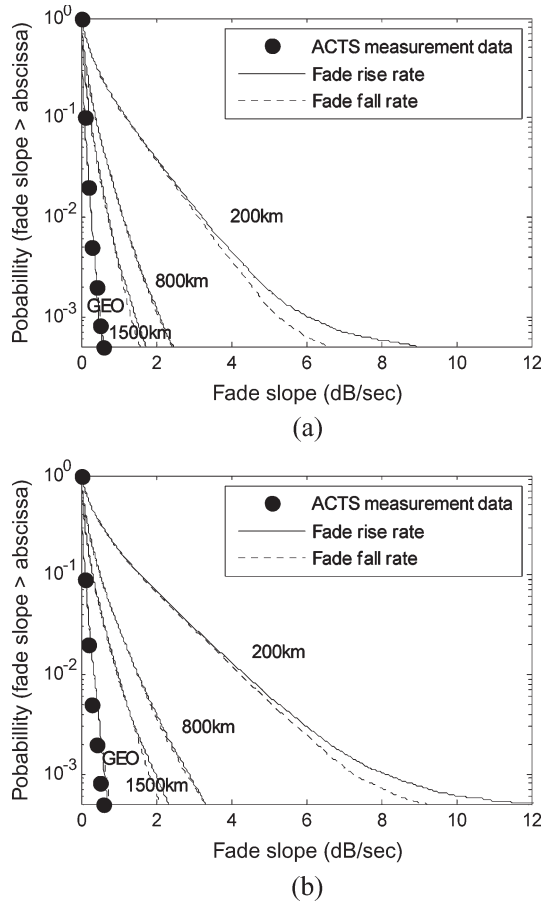 10^0
ACTS measurement data
Fade rise rate
Fade fall rate
10^-1
200km
10^-2
800km
GEO
10^-3
1500km
0 2 4 6 8 10 12
Pobabillity (fade slope > abscissa)
Fade slope (dB/sec)
(a)
10^0
ACTS measurement data
Fade rise rate
Fade fall rate
10^-1
200km
10^-2
800km
GEO
10^-3
1500km
0 2 4 6 8 10 12
Pobabillity (fade slope > abscissa)
Fade slope (dB/sec)
(b)